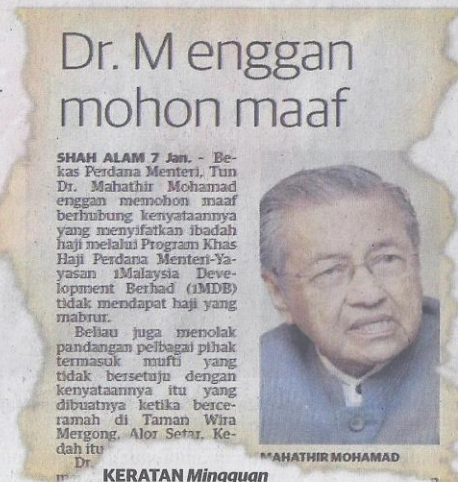 Dr. M enggan
mohon maaf
SHAH ALAM 7 Jan. - Be-
kas Perdana Menteri, Tun
Dr. Mahathir Mohamad
enggan memohon maaf
berhubung kenyataannya
yang menyifatkan ibadah
haji melalui Program Khas
Haji Perdana Menteri-Ya-
yasan 1Malaysia Deve-
lopment Berhad (1MDB)
tidak mendapat haji yang
mabrur.
Beliau juga menolak
pandangan pelbagai pihak
termasuk mufti yang
tidak bersetuju dengan
kenyataannya itu yang
dibuatnya ketika berce-
ramah di Taman Wira
Mergong, Alor Setar, Ke-
dah itu
Dr.
MAHATHIR MOHAMAD
KERATAN Mingguan